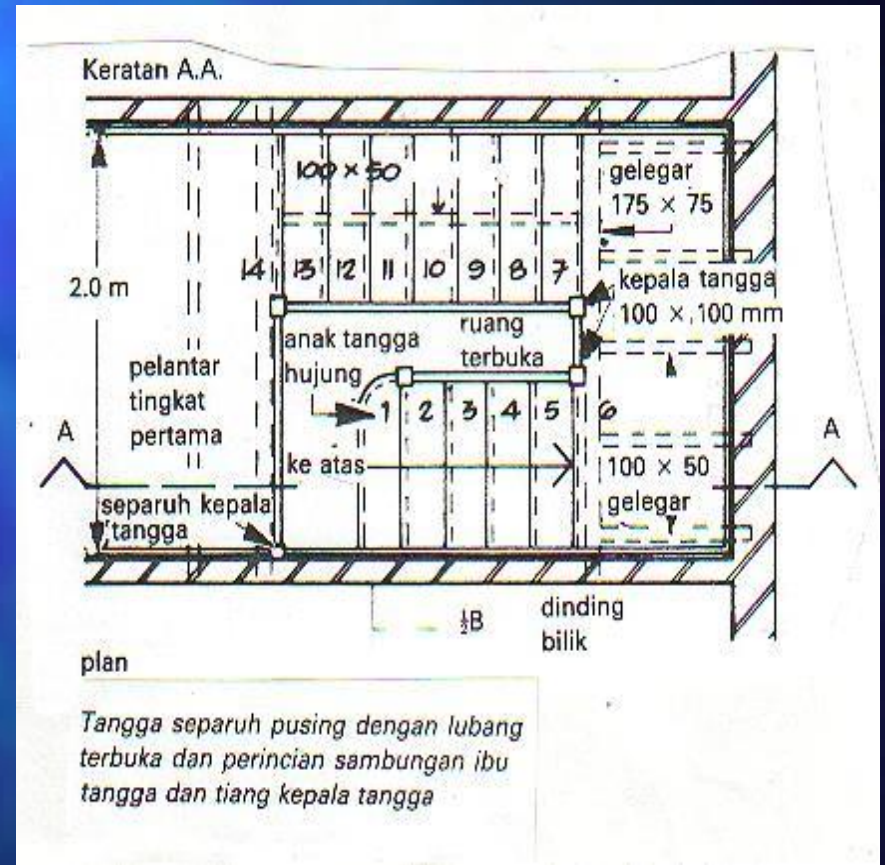 Keratan A.A.
100 × 50
gelegar
175 × 75
14 13 12 11 10 9 8 7
kepala tangga
100 × 100 mm
2.0 m
anak tangga
hujung
ruang
terbuka
pelantar
tingkat
pertama
1 2 3 4 5 6
A
A
ke atas
100 × 50
gelegar
separuh kepala
tangga
½B
dinding
bilik
plan
Tangga separuh pusing dengan lubang
terbuka dan perincian sambungan ibu
tangga dan tiang kepala tangga